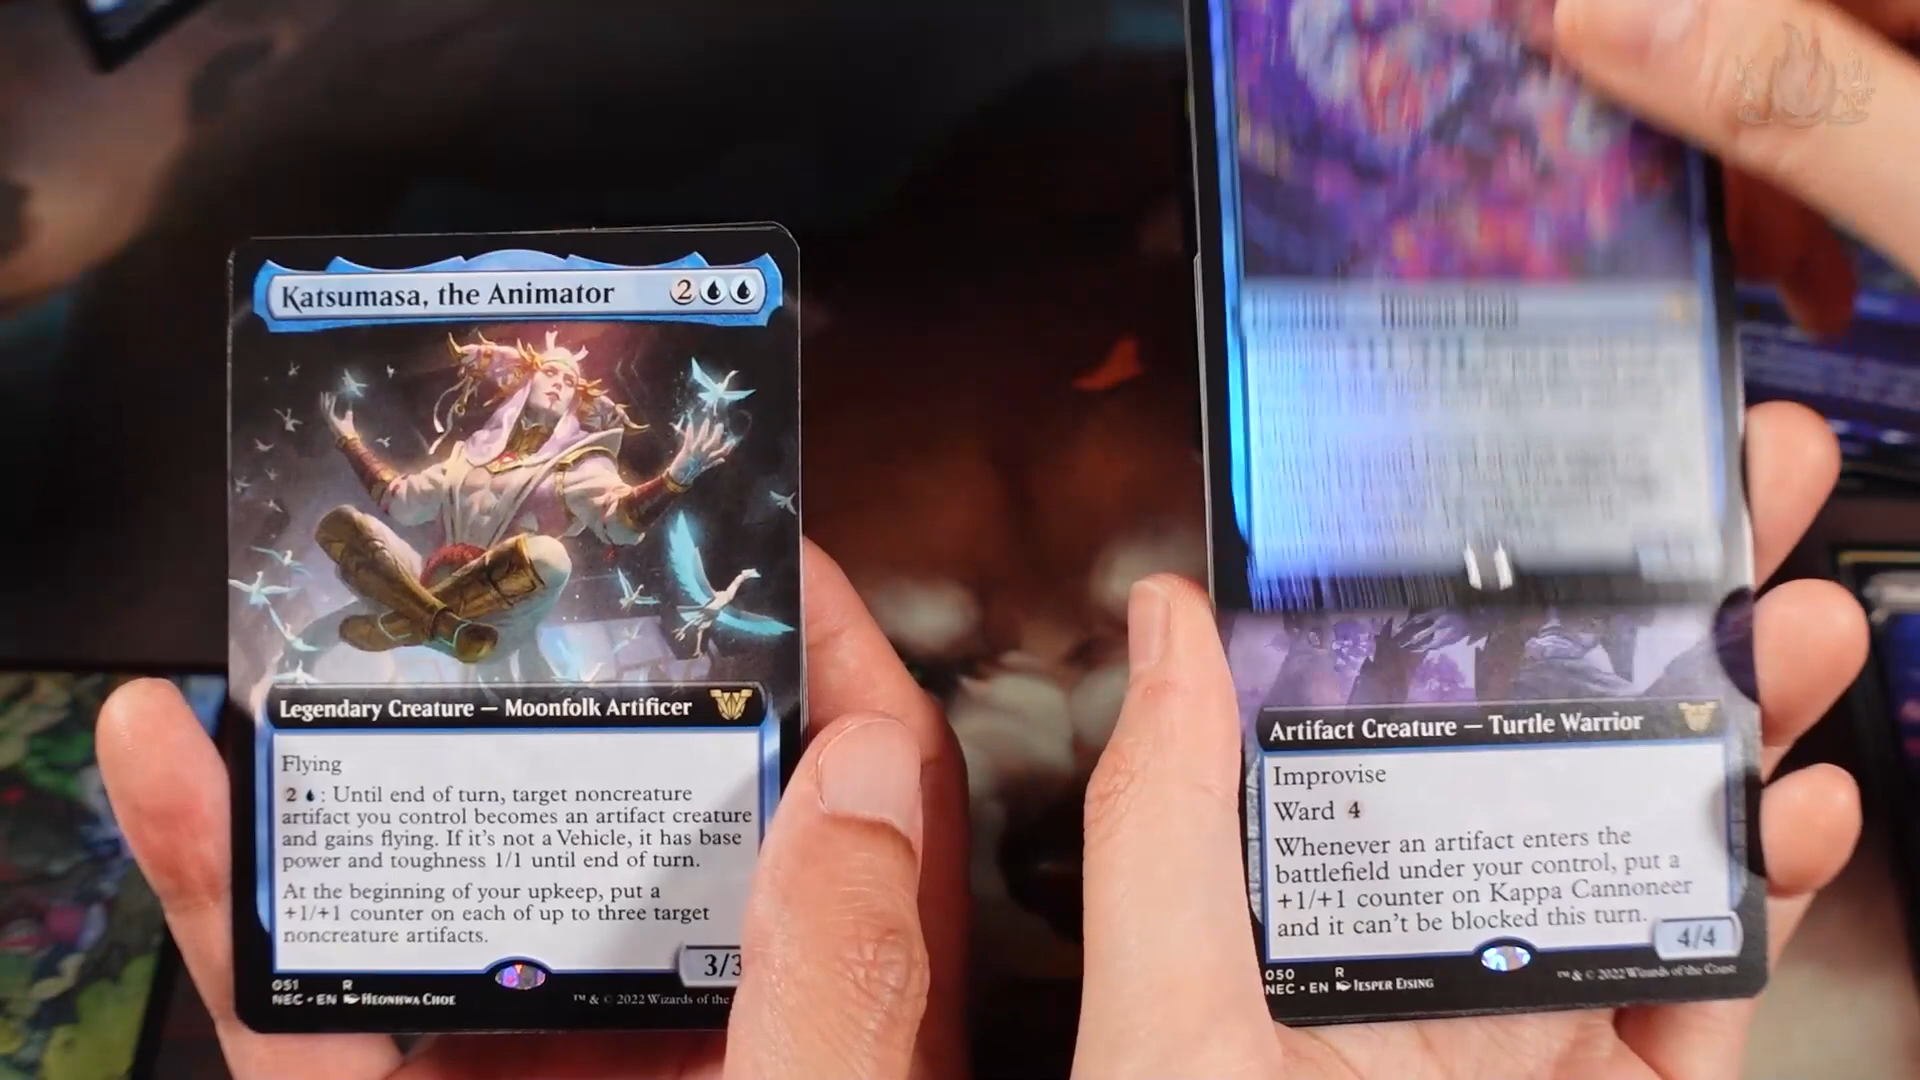 Katsumasa, the Animator 2
Legendary Creature — Moonfolk Artificer
Flying
2 : Until end of turn, target noncreature
artifact you control becomes an artifact creature
and gains flying. If it's not a Vehicle, it has base
power and toughness 1/1 until end of turn.
At the beginning of your upkeep, put a
+1/+1 counter on each of up to three target
noncreature artifacts.
3/3
051 R
NEC • EN Heonhwa Choe
™ & © 2022 Wizards of the
Artifact Creature — Turtle Warrior
Improvise
Ward 4
Whenever an artifact enters the
battlefield under your control, put a
+1/+1 counter on Kappa Cannoneer
and it can't be blocked this turn.
4/4
050 R
NEC • EN Jesper Ejsing
™ & © 2022 Wizards of the Coast